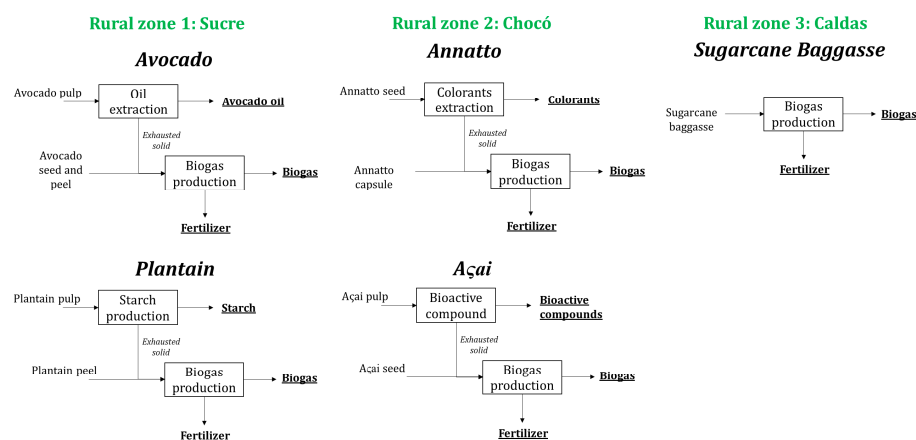 Rural zone 1: Sucre
Avocado
Avocado pulp
Oil
extraction
Avocado oil
Exhausted
solid
Avocado
seed and
peel
Biogas
production
Biogas
Fertilizer
Plantain
Plantain pulp
Starch
production
Starch
Exhausted
solid
Plantain peel
Biogas
production
Biogas
Fertilizer
Rural zone 2: Chocó
Annatto
Annatto seed
Colorants
extraction
Colorants
Exhausted
solid
Annatto
capsule
Biogas
production
Biogas
Fertilizer
Açai
Açai pulp
Bioactive
compound
Bioactive
compounds
Exhausted
solid
Açai seed
Biogas
production
Biogas
Fertilizer
Rural zone 3: Caldas
Sugarcane Baggasse
Sugarcane
baggasse
Biogas
production
Biogas
Fertilizer